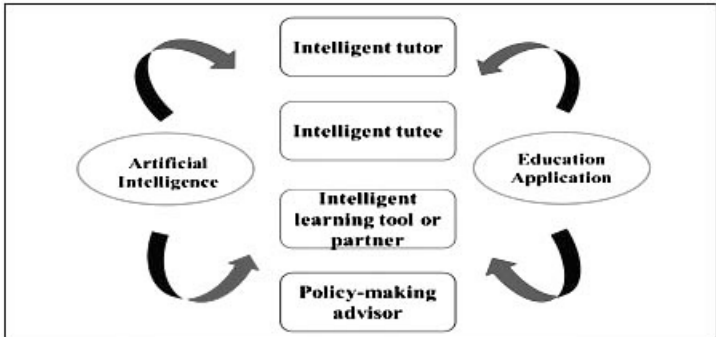 Intelligent tutor
Intelligent tutee
Artificial
Intelligence
Education
Application
Intelligent
learning tool or
partner
Policy-making
advisor